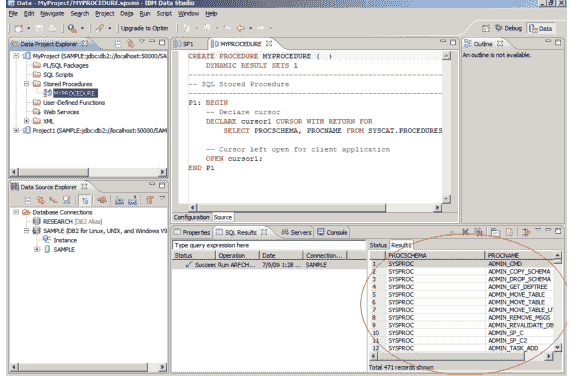 Data - MyProject/MYPROCEDURE.spxmi - IBM Data Studio
File Edit Navigate Search Project Data Run Script Window Help
Upgrade to Optim
Debug
Data
Data Project Explorer
MyProject (SAMPLE:jdbc:db2://localhost:50000/SA
PL/SQL Packages
SQL Scripts
Stored Procedures
MYPROCEDURE
User-Defined Functions
Web Services
XML
Project1 (SAMPLE:jdbc:db2://localhost:50000/SAM
SP1
MYPROCEDURE
CREATE PROCEDURE MYPROCEDURE ( )
DYNAMIC RESULT SETS 1
-- SQL Stored Procedure
P1: BEGIN
-- Declare cursor
DECLARE cursor1 CURSOR WITH RETURN FOR
SELECT PROCSCHEMA, PROCNAME FROM SYSCAT.PROCEDURES
-- Cursor left open for client application
OPEN cursor1;
END P1
Configuration Source
Outline
An outline is not available.
Data Source Explorer
Database Connections
RESEARCH (DB2 Alias)
SAMPLE (DB2 for Linux, UNIX, and Windows V9
Instance
SAMPLE
Properties SQL Results Servers Console
Type query expression here
Status Operation Date Connection...
Succeed Run ARFCH... 7/9/09 1:28 ... SAMPLE
Status Result1
PROCSCHEMA PROCNAME
1 SYSPROC ADMIN_CMD
2 SYSPROC ADMIN_COPY_SCHEMA
3 SYSPROC ADMIN_DROP_SCHEMA
4 SYSPROC ADMIN_GET_DEPTREE
5 SYSPROC ADMIN_MOVE_TABLE
6 SYSPROC ADMIN_MOVE_TABLE
7 SYSPROC ADMIN_MOVE_TABLE_UT
8 SYSPROC ADMIN_REMOVE_MSGS
9 SYSPROC ADMIN_REVALIDATE_DB
10 SYSPROC ADMIN_SP_C
11 SYSPROC ADMIN_SP_C2
12 SYSPROC ADMIN_TASK_ADD
Total 471 records shown